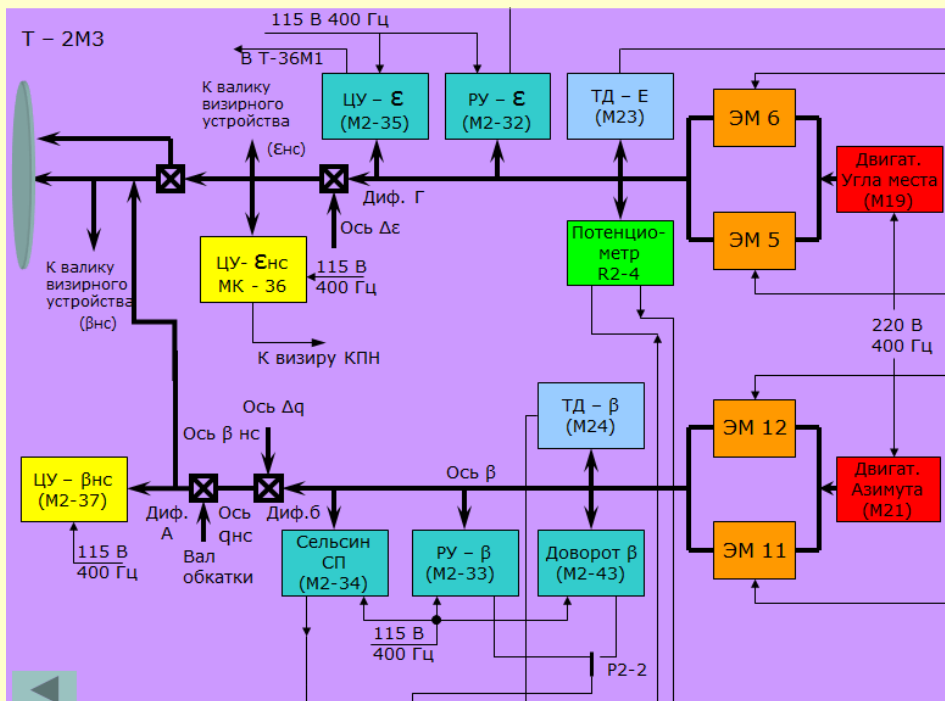 Т – 2М3
115 В 400 Гц
В Т-36М1
К валику
визирного
устройства
(Ɛнс)
ЦУ – Ɛ
(М2-35)
РУ – Ɛ
(М2-32)
ТД – Е
(М23)
ЭМ 6
Двигат.
Угла места
(М19)
ЭМ 5
Диф. Г
Ось Δε
Потенцио-
метр
R2-4
К валику
визирного
устройства
(βнс)
ЦУ- Ɛнс
МК - 36
115 В
400 Гц
К визиру КПН
220 В
400 Гц
Ось Δq
Ось β нс
ТД – β
(М24)
ЭМ 12
ЦУ – βнс
(М2-37)
Ось β
Двигат.
Азимута
(М21)
Диф.
А
Ось
qнс
Диф.б
Вал
обкатки
115 В
400 Гц
Сельсин
СП
(М2-34)
РУ – β
(М2-33)
Доворот β
(М2-43)
ЭМ 11
115 В
400 Гц
Р2-2